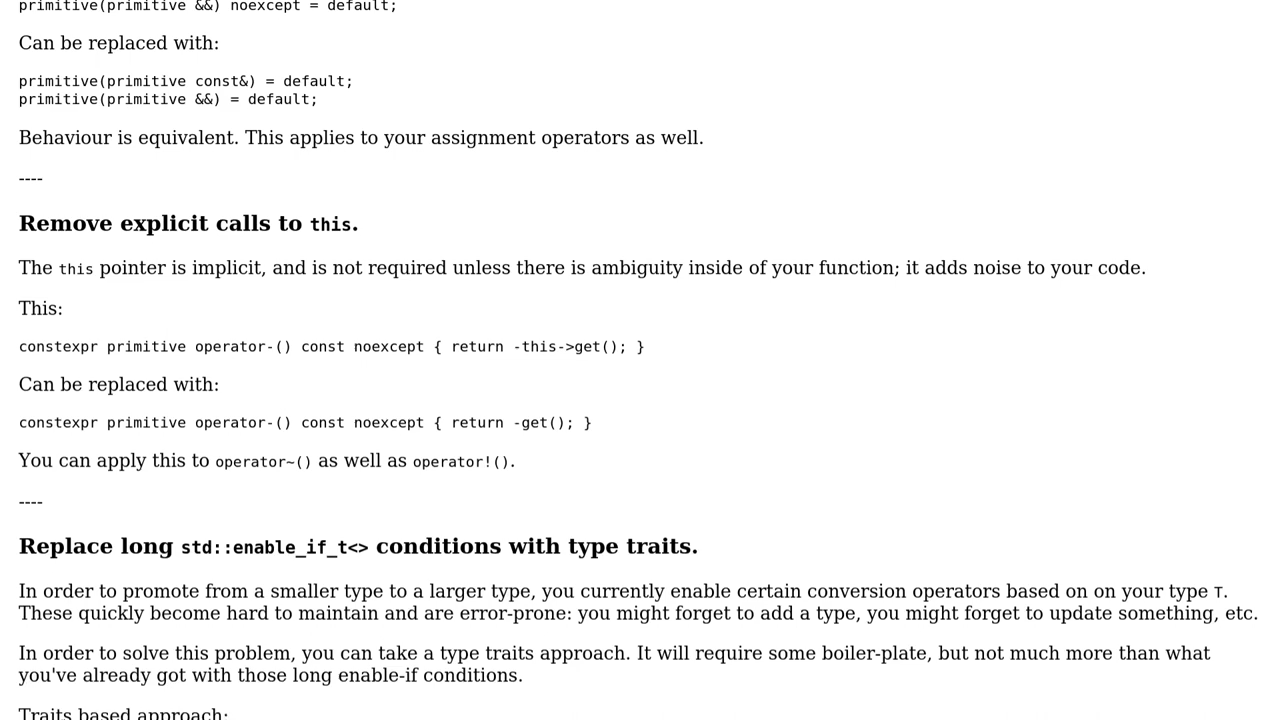 primitive(primitive &&) noexcept = default;
Can be replaced with:
primitive(primitive const&) = default;
primitive(primitive &&) = default;
Behaviour is equivalent. This applies to your assignment operators as well.
----
Remove explicit calls to this.
The this pointer is implicit, and is not required unless there is ambiguity inside of your function; it adds noise to your code.
This:
constexpr primitive operator-() const noexcept { return -this->get(); }
Can be replaced with:
constexpr primitive operator-() const noexcept { return -get(); }
You can apply this to operator~() as well as operator!().
----
Replace long std::enable_if_t<> conditions with type traits.
In order to promote from a smaller type to a larger type, you currently enable certain conversion operators based on on your type T.
These quickly become hard to maintain and are error-prone: you might forget to add a type, you might forget to update something, etc.
In order to solve this problem, you can take a type traits approach. It will require some boiler-plate, but not much more than what
you've already got with those long enable-if conditions.
Traits based approach: